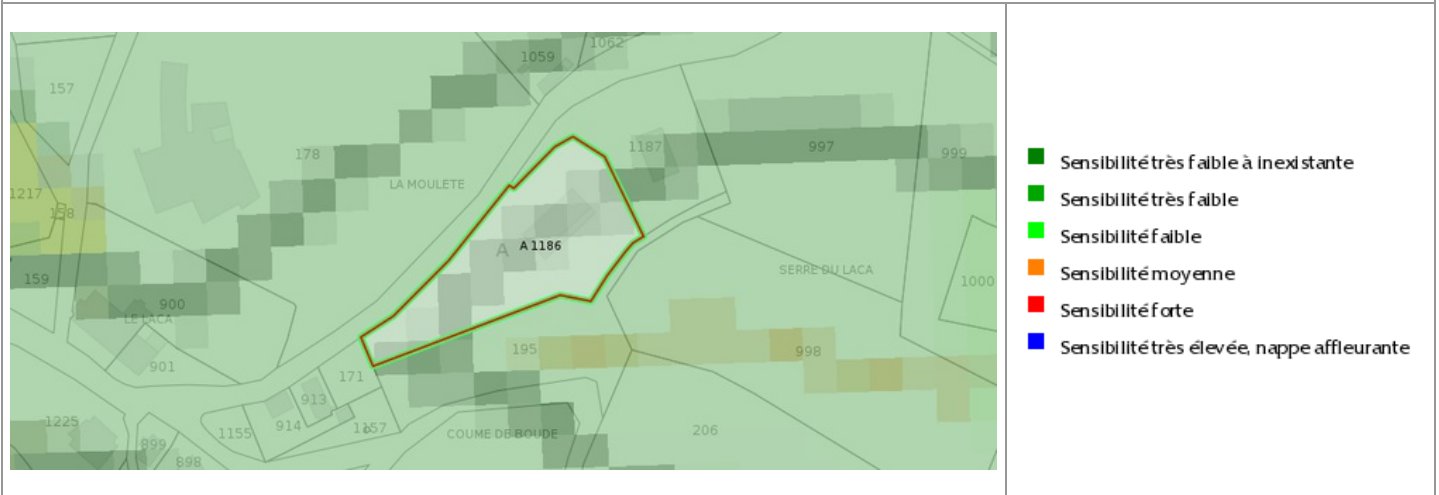 1059
1062
157
178
1187
997
999
LA MOULETE
1217
158
A
A 1186
SERRE DU LACA
159
1000
900
LE LACA
195
998
901
171
913
914
1155
1157
1225
899
898
COUME DE BOUDE
206
Sensibilité très faible à inexistante
Sensibilité très faible
Sensibilité faible
Sensibilité moyenne
Sensibilité forte
Sensibilité très élevée, nappe affleurante